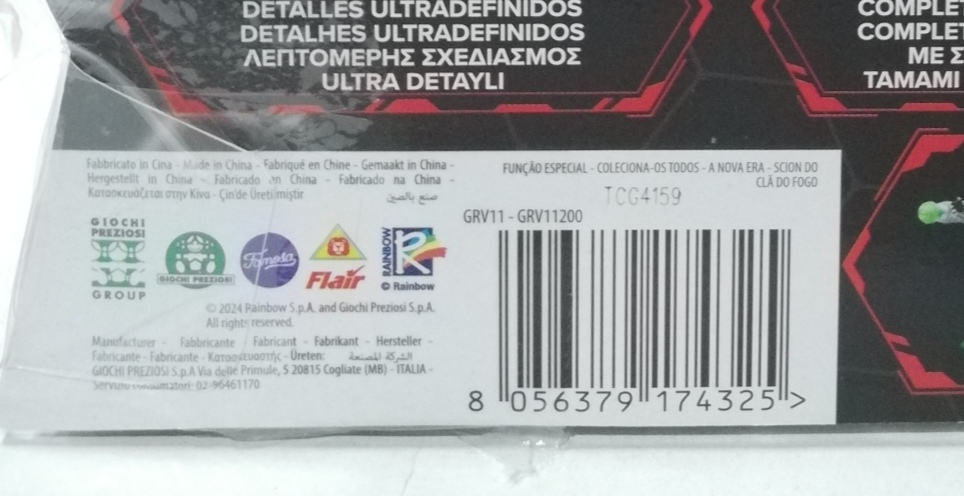 DETALLES ULTRADEFINIDOS
DETALHES ULTRADEFINIDOS
ΛΕΠΤΟΜΕΡΗΣ ΣΧΕΔΙΑΣΜΟΣ
ULTRA DETAYLI
COMPLET
COMPLET
ΜΕ Σ
TAMAMI
Fabbricato in Cina - Made in China - Fabriqué en Chine - Gemaakt in China -
Hergestellt in China - Fabricado en China - Fabricado na China -
Κατασκευάζεται στην Κίνα - Çin'de Üretilmiştir صنع بالصين
FUNÇÃO ESPECIAL - COLECIONA-OS TODOS - A NOVA ERA - SCION DO
CLÃ DO FOGO
TCG4159
GRV11 - GRV11200
GIOCHI
PREZIOSI
GROUP
GIOCHI PREZIOSI
Famosa
Flair
RAINBOW
R
© Rainbow
© 2024 Rainbow S.p.A. and Giochi Preziosi S.p.A.
All rights reserved.
Manufacturer - Fabbricante - Fabricant - Fabrikant - Hersteller -
Fabricante - Fabricante - Κατασκευαστής - Üreten: الشركة المصنعة
GIOCHI PREZIOSI S.p.A Via delle Primule, 5 20815 Cogliate (MB) - ITALIA -
Servizio consumatori: 02-96461170
8 056379 174325 >